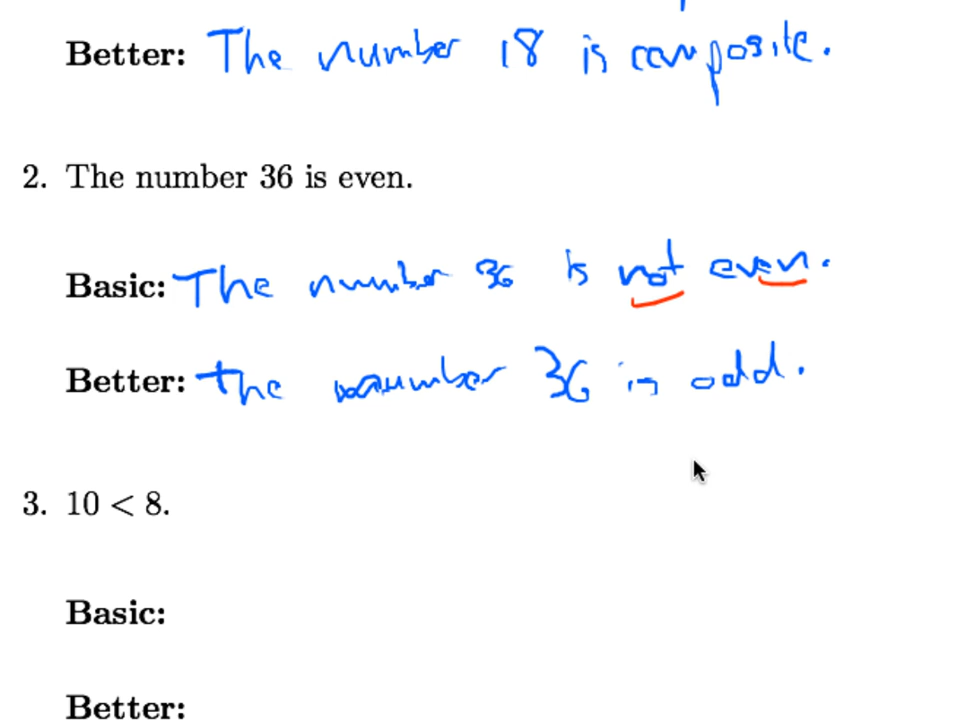 Better: The number 18 is composite.
2. The number 36 is even.
Basic: The number 36 is not even.
Better: the number 36 is odd.
3. 10 < 8.
Basic:
Better: